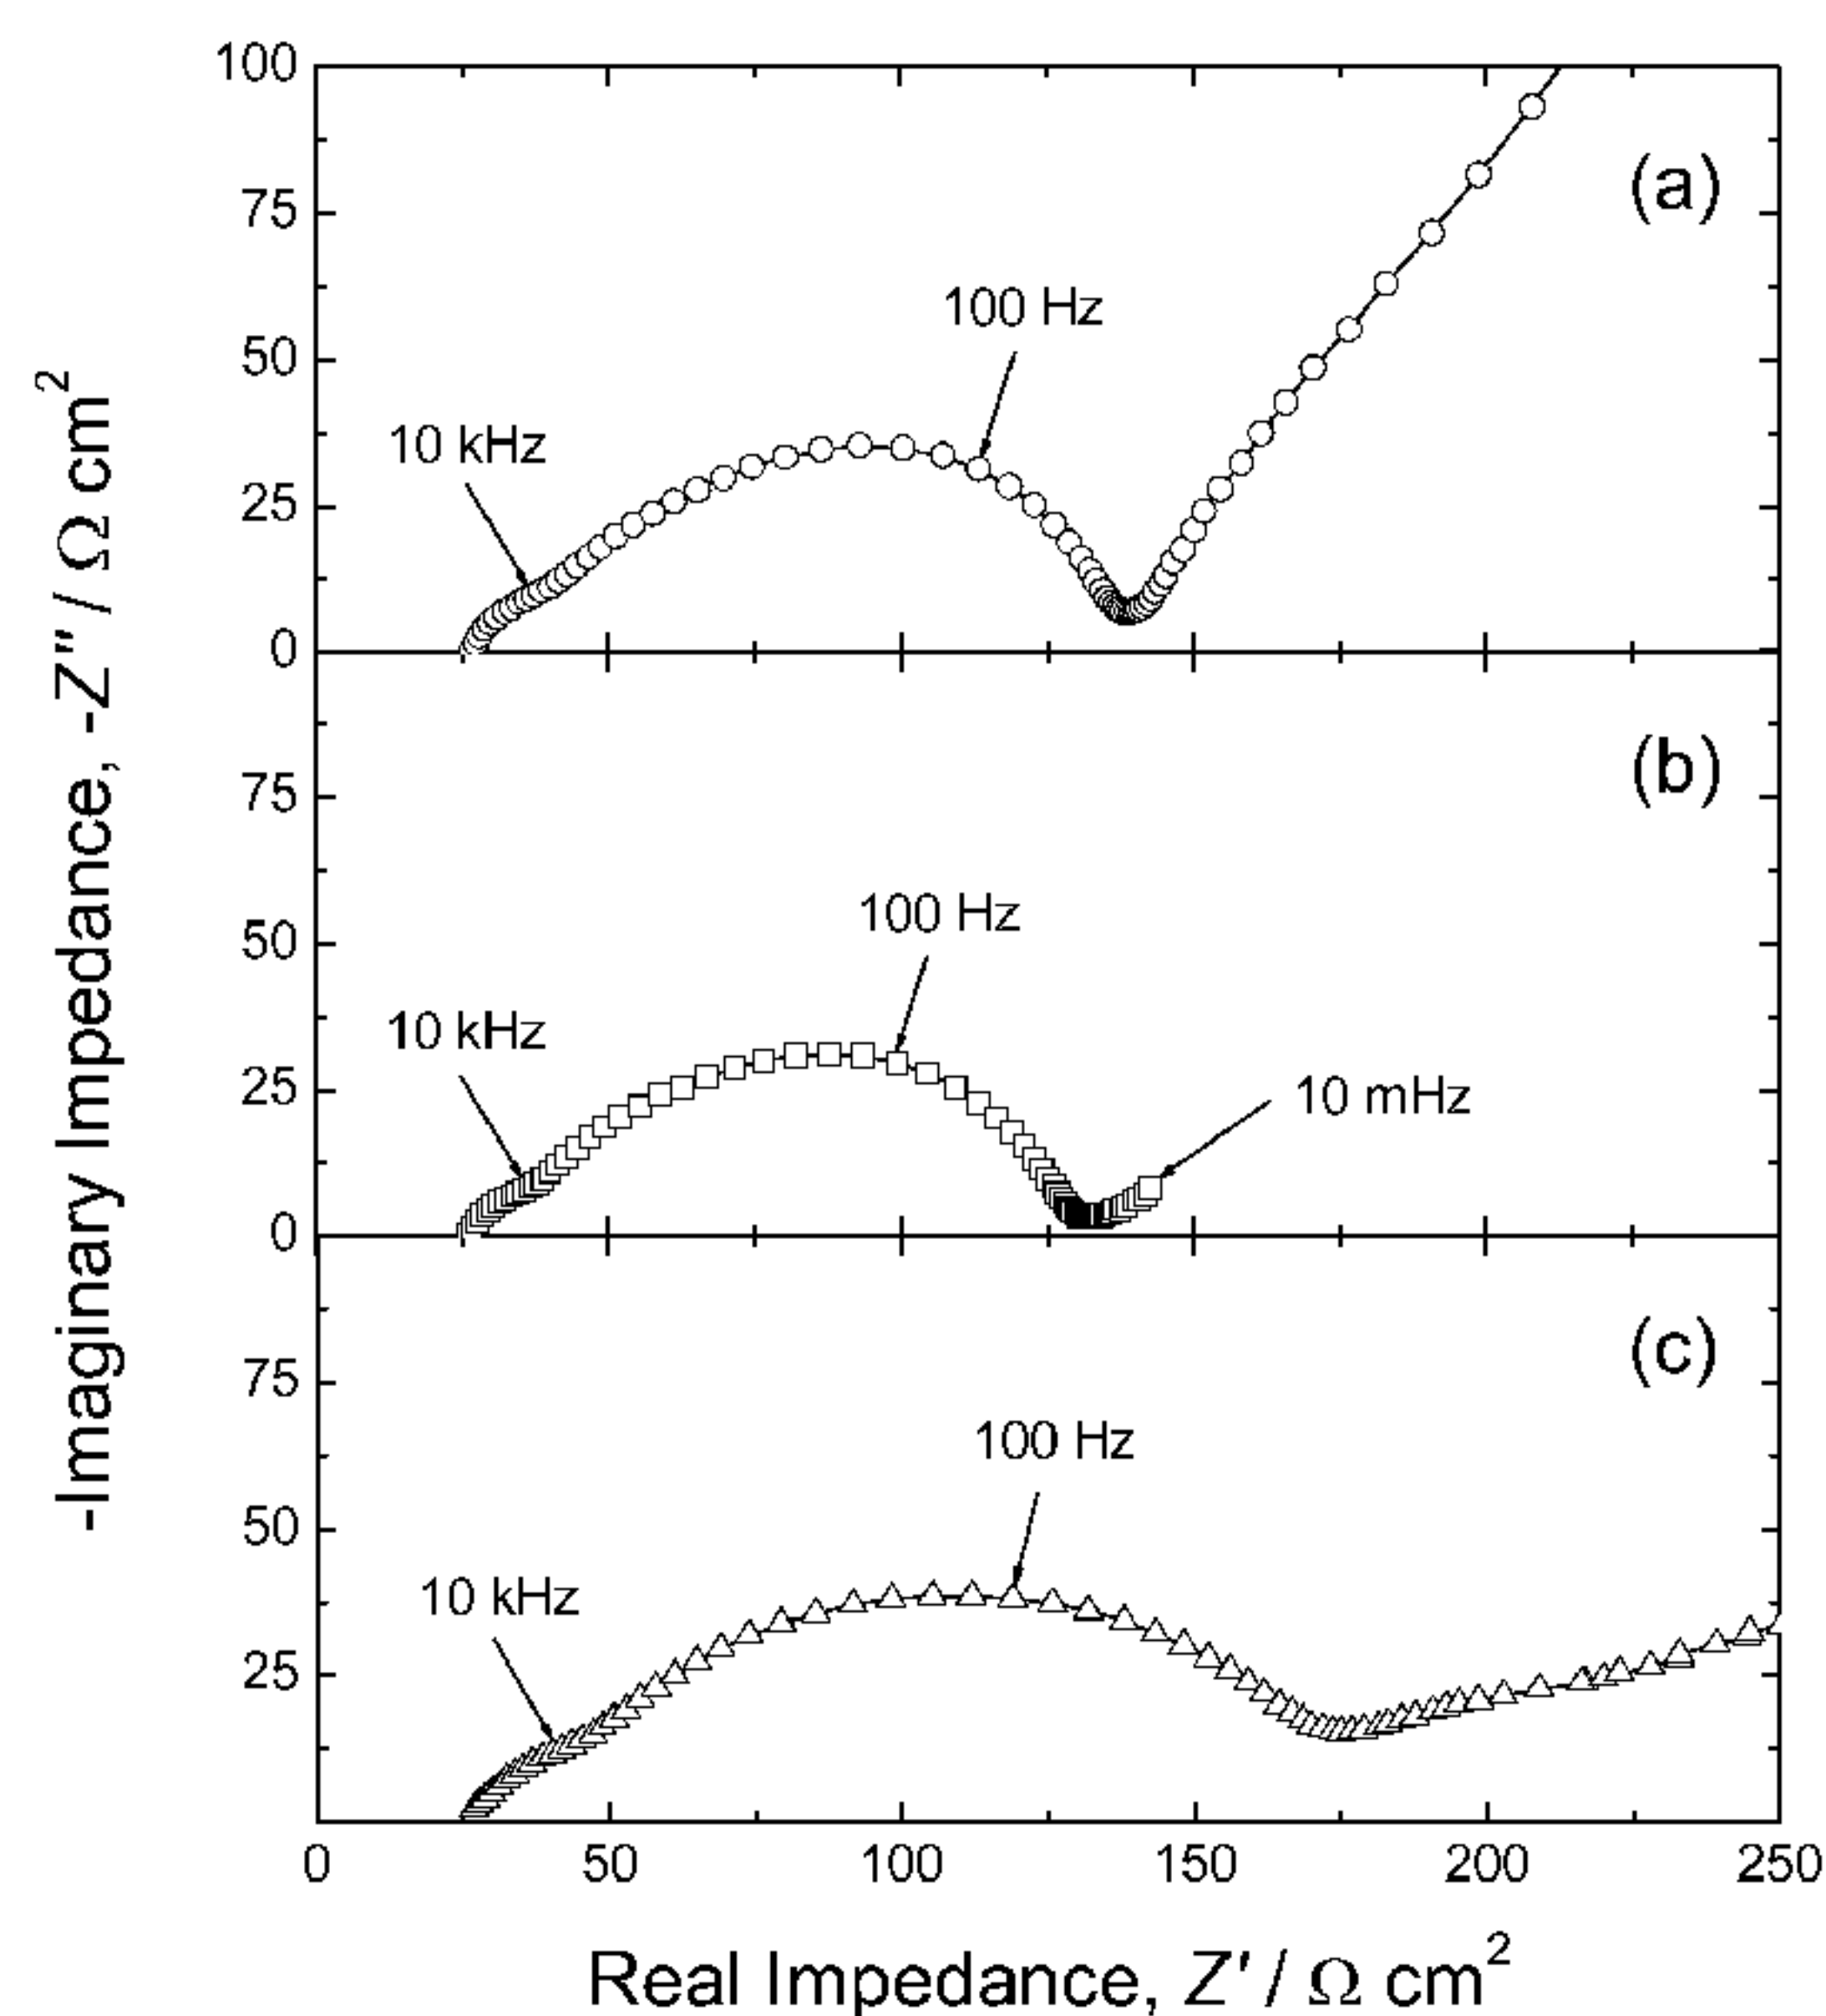 -Imaginary Impedance, -Z''/ Ω cm²
100
75
50
25
0
(a)
100 Hz
10 kHz
75
50
25
0
(b)
100 Hz
10 kHz
10 mHz
75
50
25
(c)
100 Hz
10 kHz
0 50 100 150 200 250
Real Impedance, Z' / Ω cm²